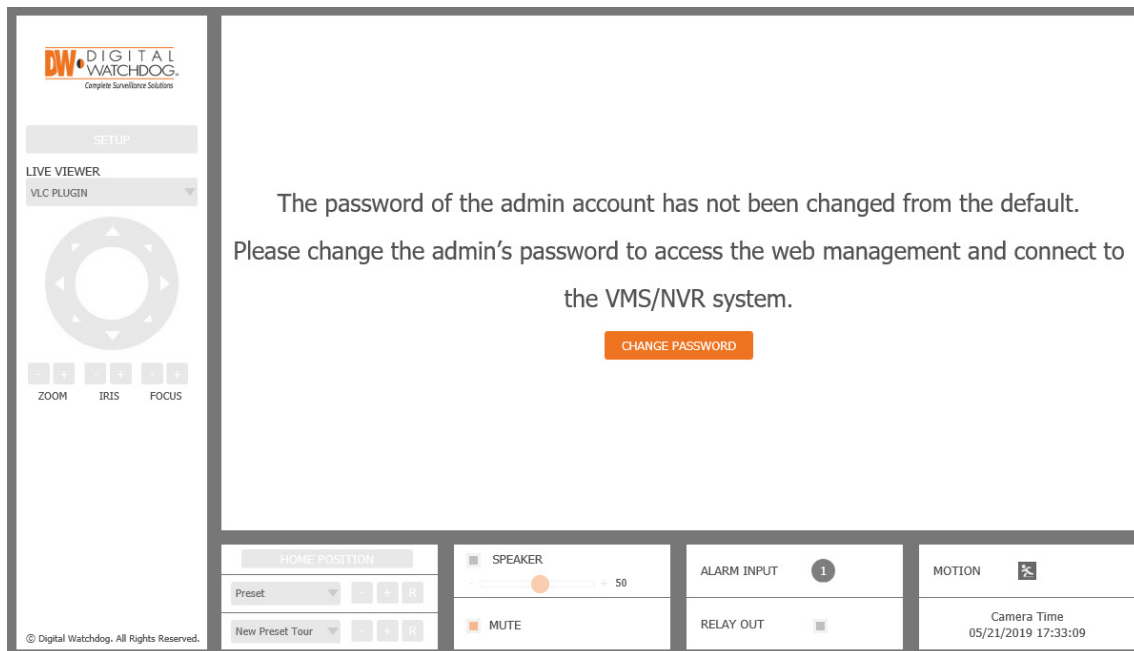 DW DIGITAL
WATCHDOG
Complete Surveillance Solutions
SETUP
LIVE VIEWER
VLC PLUGIN
- + - + - +
ZOOM IRIS FOCUS
© Digital Watchdog. All Rights Reserved.
The password of the admin account has not been changed from the default.
Please change the admin’s password to access the web management and connect to
the VMS/NVR system.
CHANGE PASSWORD
HOME POSITION
Preset - + R
New Preset Tour - + R
SPEAKER
- + 50
MUTE
ALARM INPUT 1
RELAY OUT
MOTION
Camera Time
05/21/2019 17:33:09